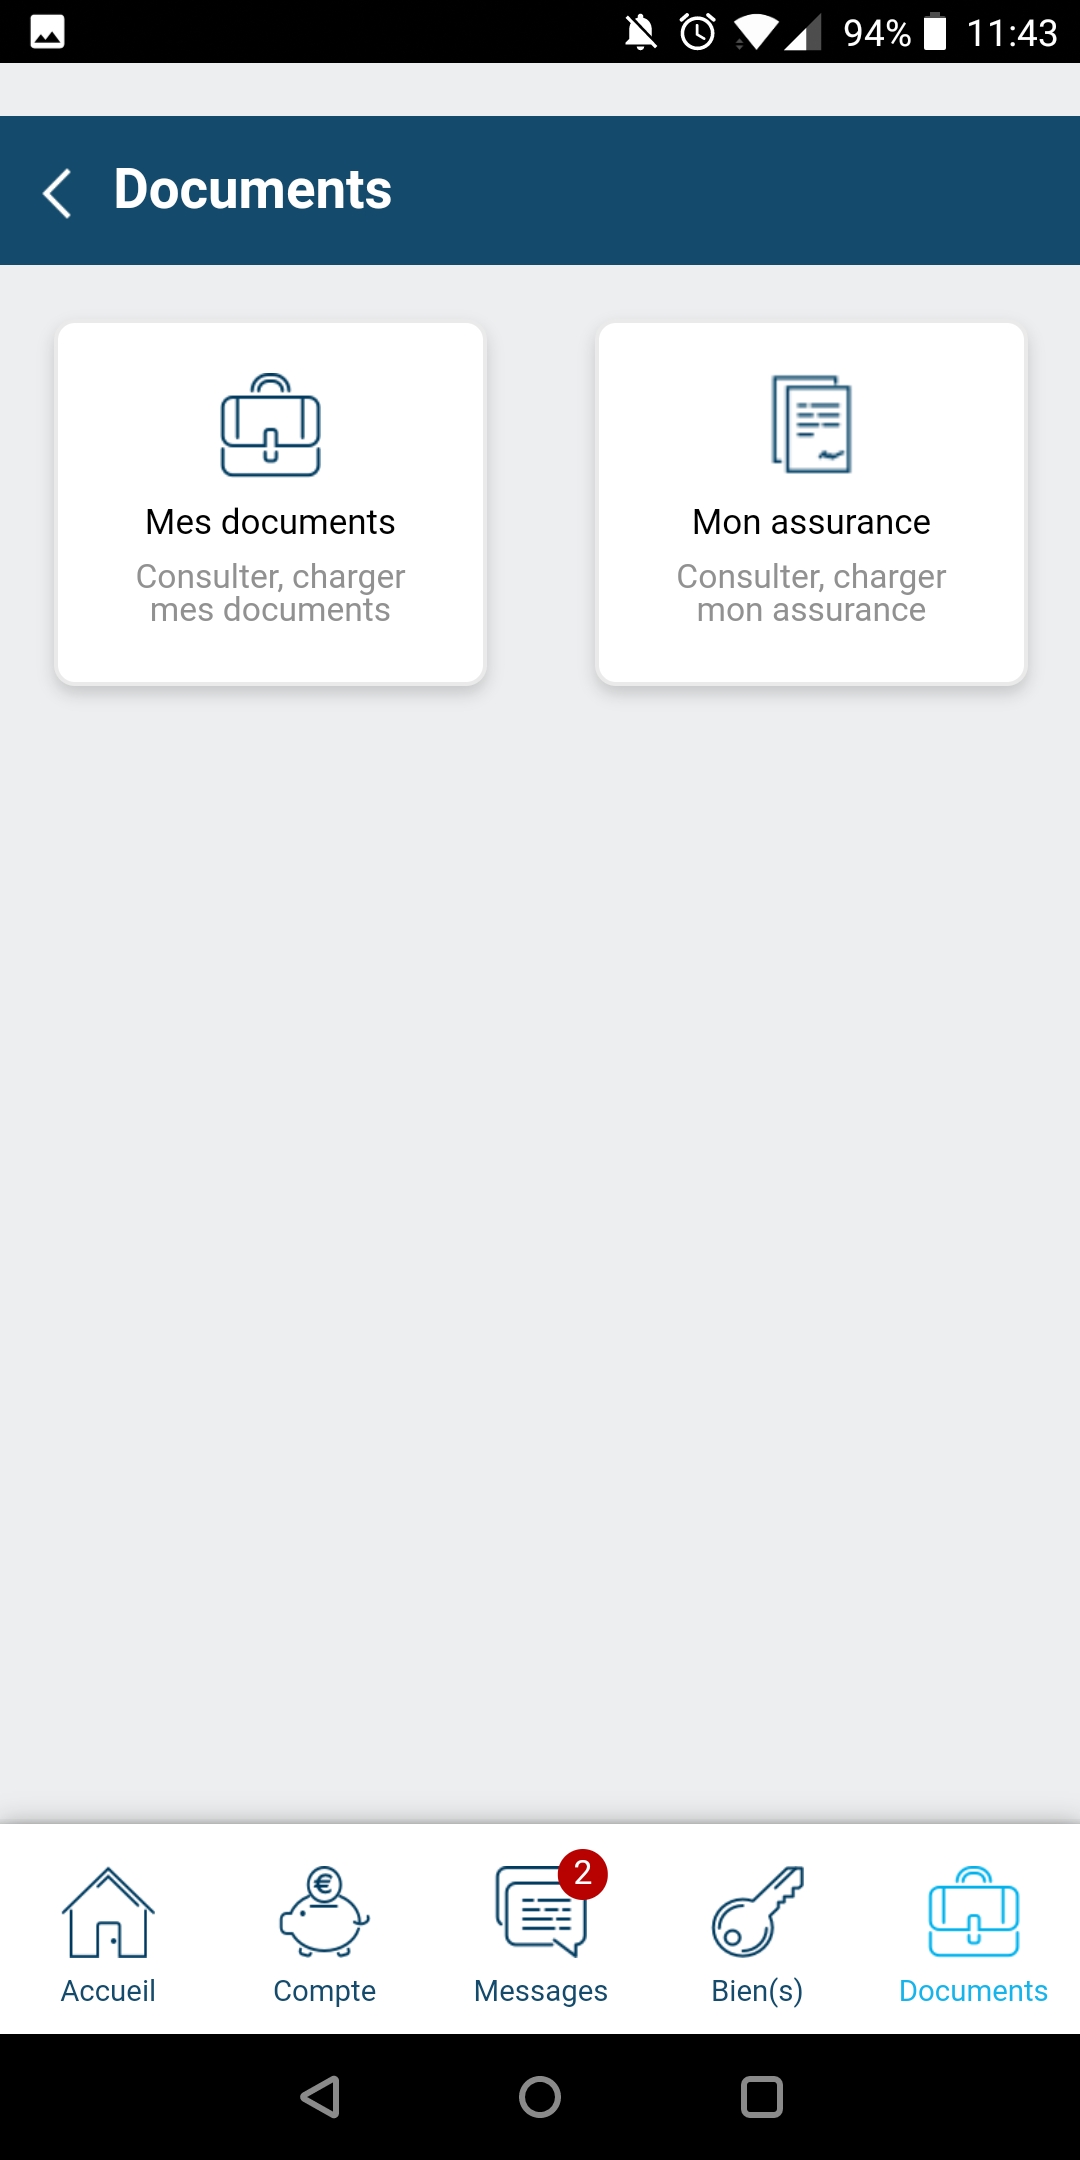 94% 11:43
Documents
Mes documents
Consulter, charger
mes documents
Mon assurance
Consulter, charger
mon assurance
2
Accueil
Compte
Messages
Bien(s)
Documents